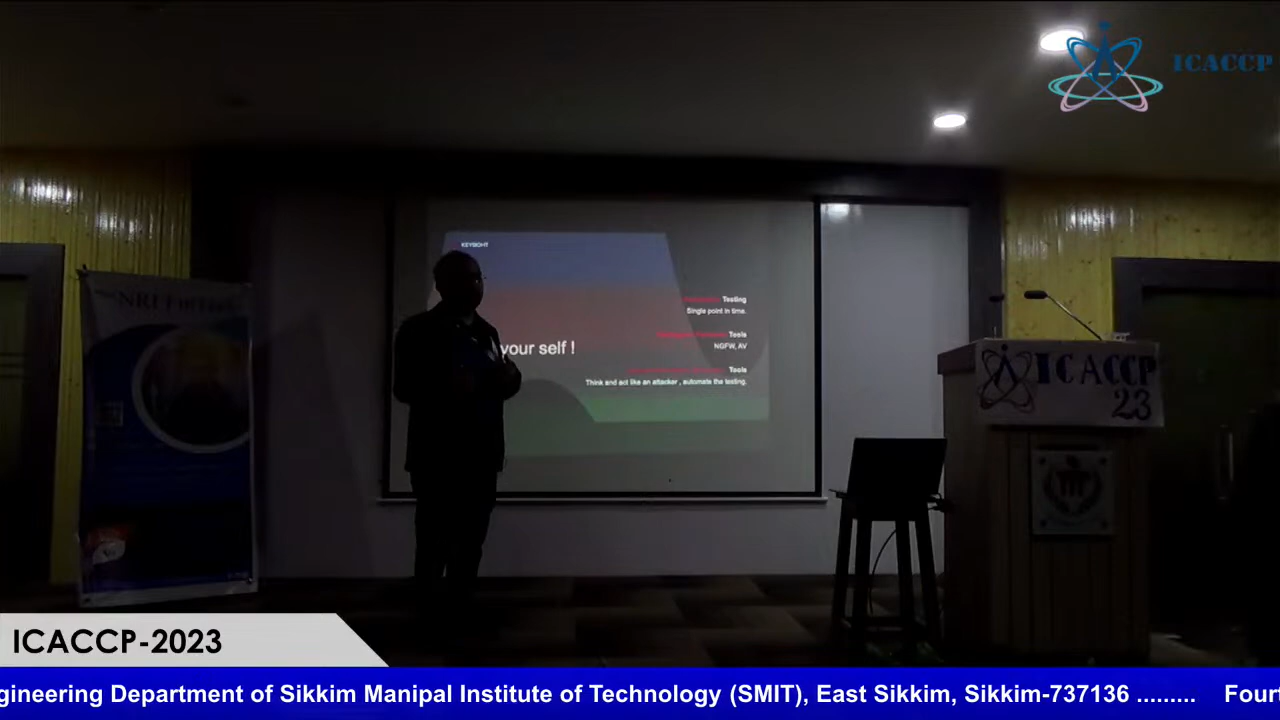 ICACCP
KEYSIGHT
Testing
Single point in time.
your self !
Tools
NGFW, AV
Tools
Think and act like an attacker , automate the testing.
ICACCP
23
ICACCP-2023
gineering Department of Sikkim Manipal Institute of Technology (SMIT), East Sikkim, Sikkim-737136 ......... Fourt